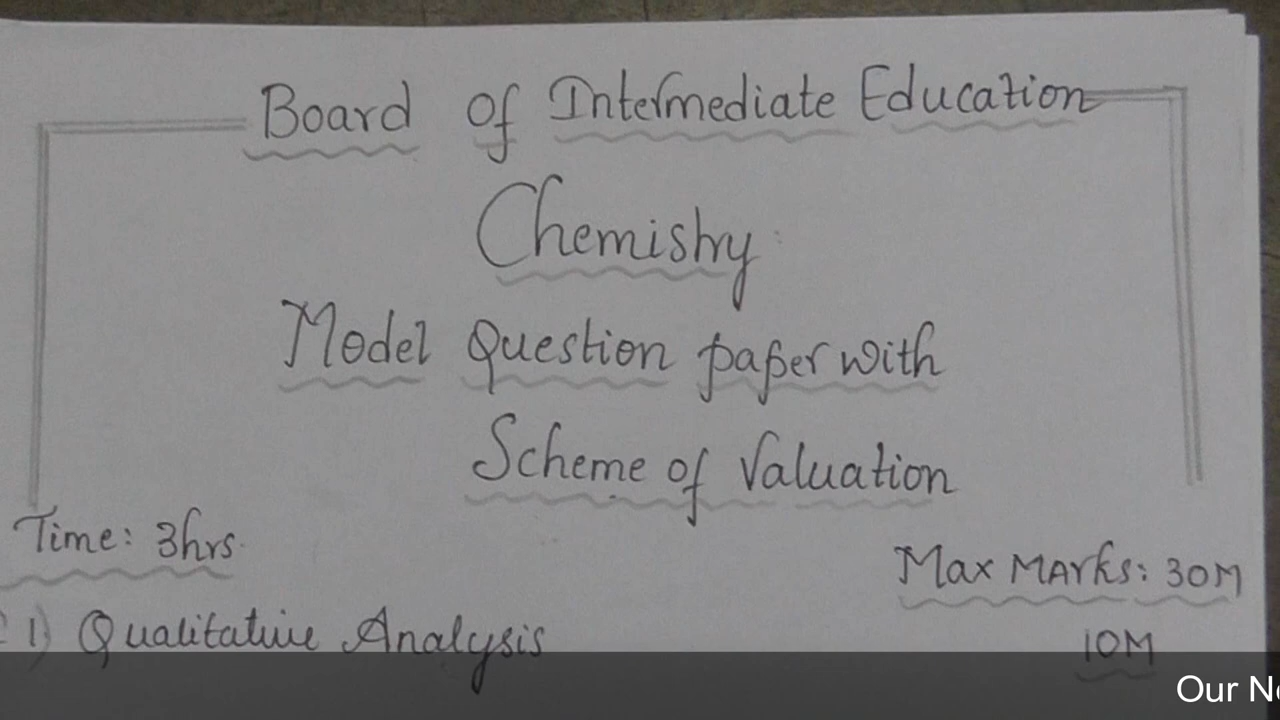 Board of Intermediate Education
Chemistry
Model Question paper with
Scheme of Valuation
Time: 3hrs.
Max MARks: 30M
1) Qualitative Analysis 10M
Our